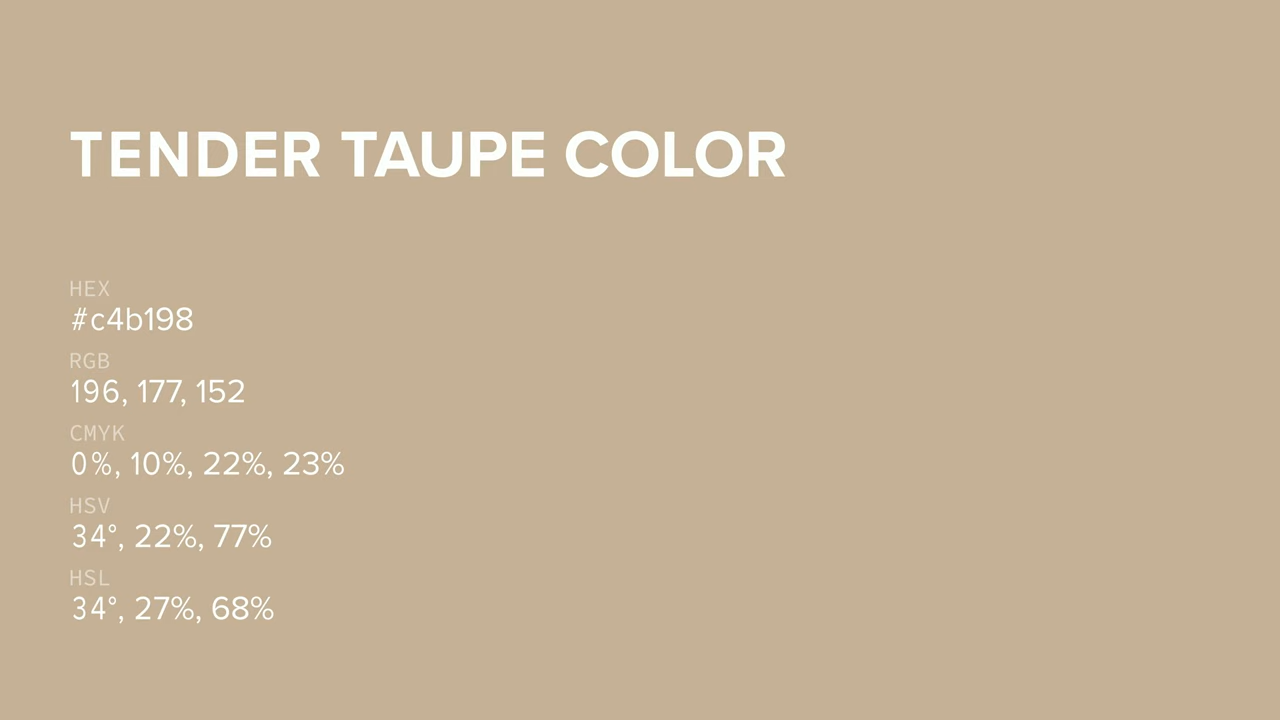 TENDER TAUPE COLOR
HEX
#c4b198
RGB
196, 177, 152
CMYK
0%, 10%, 22%, 23%
HSV
34°, 22%, 77%
HSL
34°, 27%, 68%